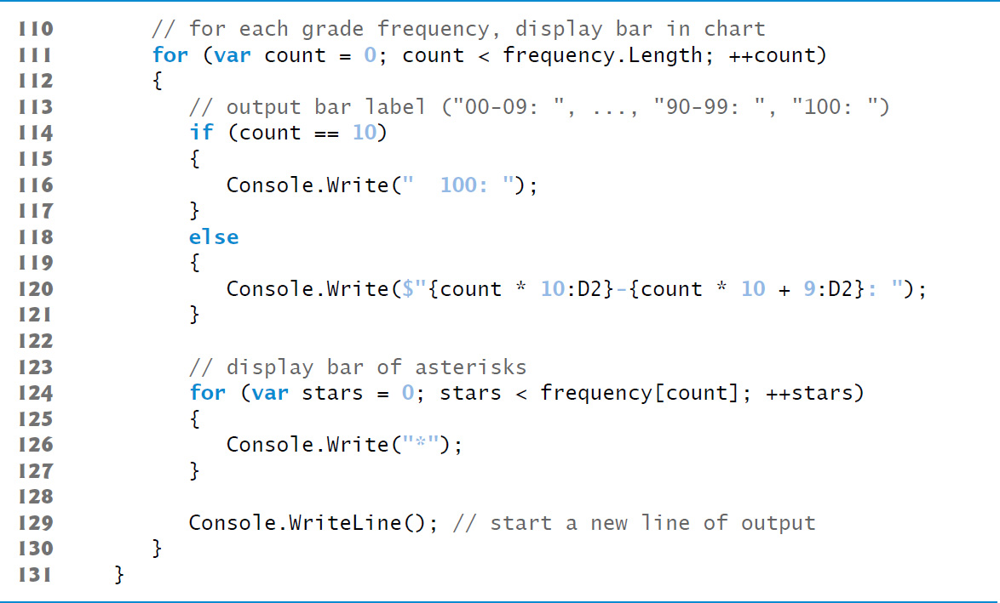 110 // for each grade frequency, display bar in chart
111 for (var count = 0; count < frequency.Length; ++count)
112 {
113 // output bar label ("00-09: ", ..., "90-99: ", "100: ")
114 if (count == 10)
115 {
116 Console.Write("  100: ");
117 }
118 else
119 {
120 Console.Write($"{count * 10:D2}-{count * 10 + 9:D2}: ");
121 }
122
123 // display bar of asterisks
124 for (var stars = 0; stars < frequency[count]; ++stars)
125 {
126 Console.Write("*");
127 }
128
129 Console.WriteLine(); // start a new line of output
130 }
131 }